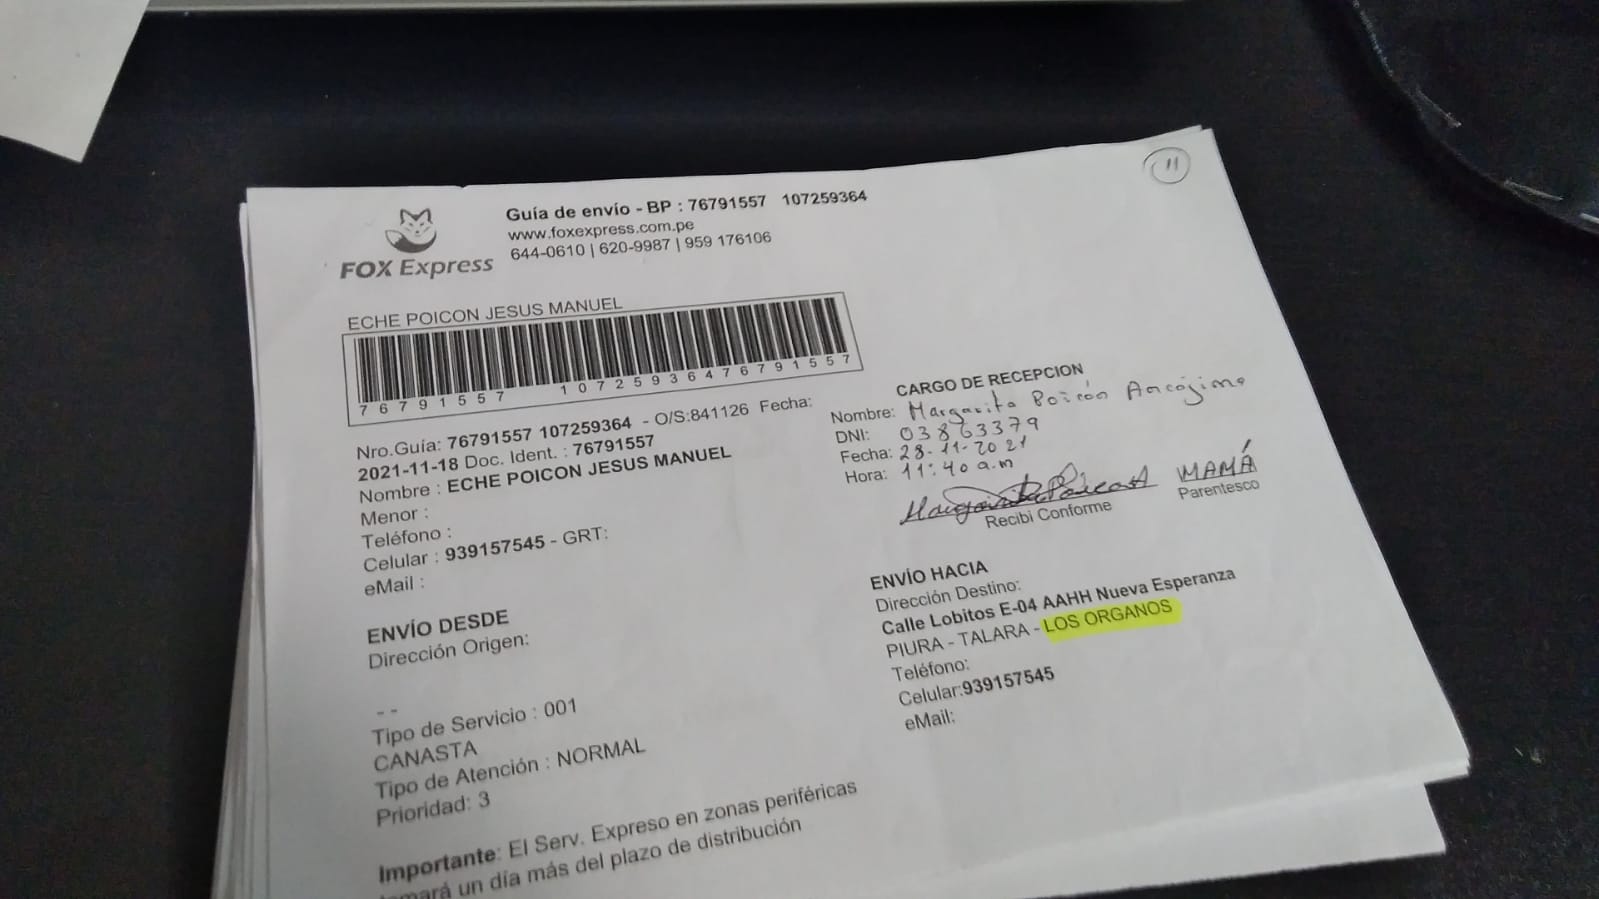 11
FOX Express
Guía de envío - BP : 76791557 107259364
www.foxexpress.com.pe
644-0610 | 620-9987 | 959 176106
ECHE POICON JESUS MANUEL
76791557 10725936476791557
Nro.Guía: 76791557 107259364 - O/S:841126 Fecha:
2021-11-18 Doc. Ident. : 76791557
Nombre : ECHE POICON JESUS MANUEL
Menor :
Teléfono :
Celular : 939157545 - GRT:
eMail :
ENVÍO DESDE
Dirección Origen:
- -
Tipo de Servicio : 001
CANASTA
Tipo de Atención : NORMAL
Prioridad: 3
Importante: El Serv. Expreso en zonas periféricas
tomará un día más del plazo de distribución
CARGO DE RECEPCION
Nombre: Margarita Poicón Ancajima
DNI: 03863379
Fecha: 28-11-2021
Hora: 11:40 a.m
MAMÁ
Recibi Conforme
Parentesco
ENVÍO HACIA
Dirección Destino:
Calle Lobitos E-04 AAHH Nueva Esperanza
PIURA - TALARA - LOS ORGANOS
Teléfono:
Celular:939157545
eMail: